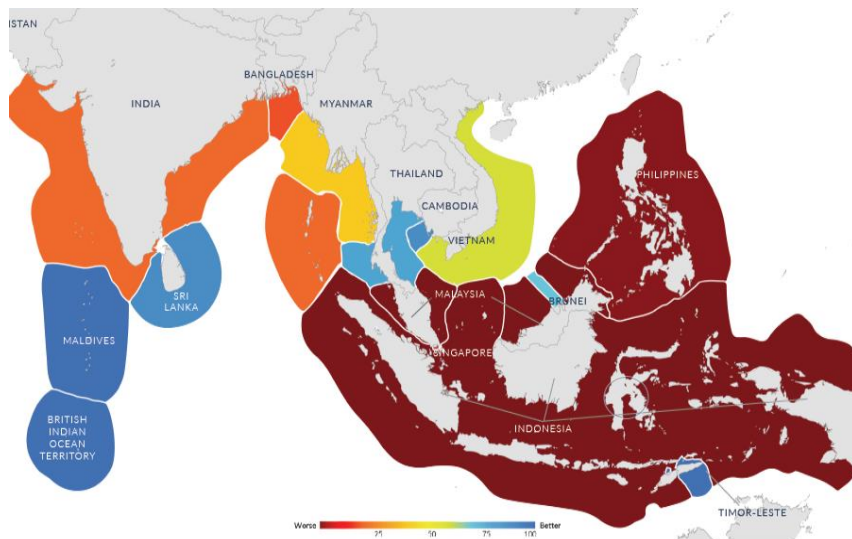 ISTAN
BANGLADESH
INDIA
MYANMAR
THAILAND
PHILIPPINES
CAMBODIA
VIETNAM
SRI
LANKA
MALAYSIA
BRUNEI
MALDIVES
SINGAPORE
BRITISH
INDIAN
OCEAN
TERRITORY
INDONESIA
TIMOR-LESTE
Worse Better
25 50 75 100